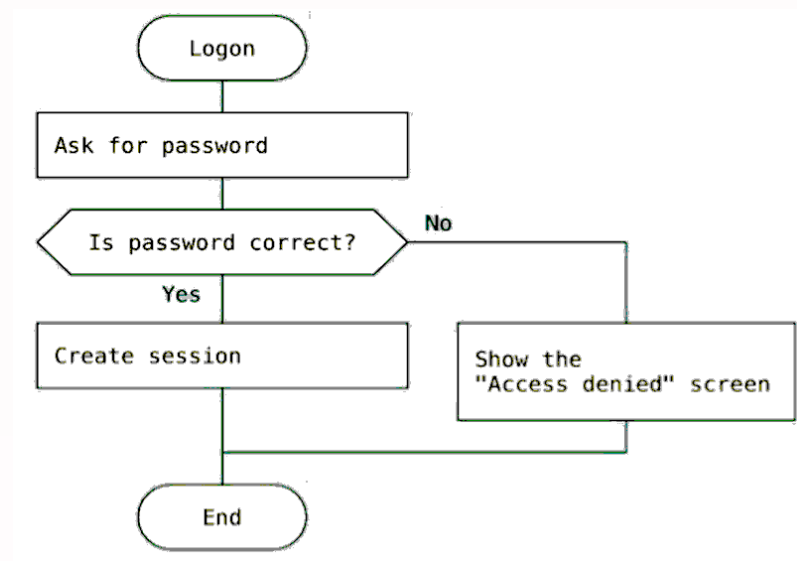 Logon
Ask for password
Is password correct?
No
Yes
Create session
Show the
"Access denied" screen
End